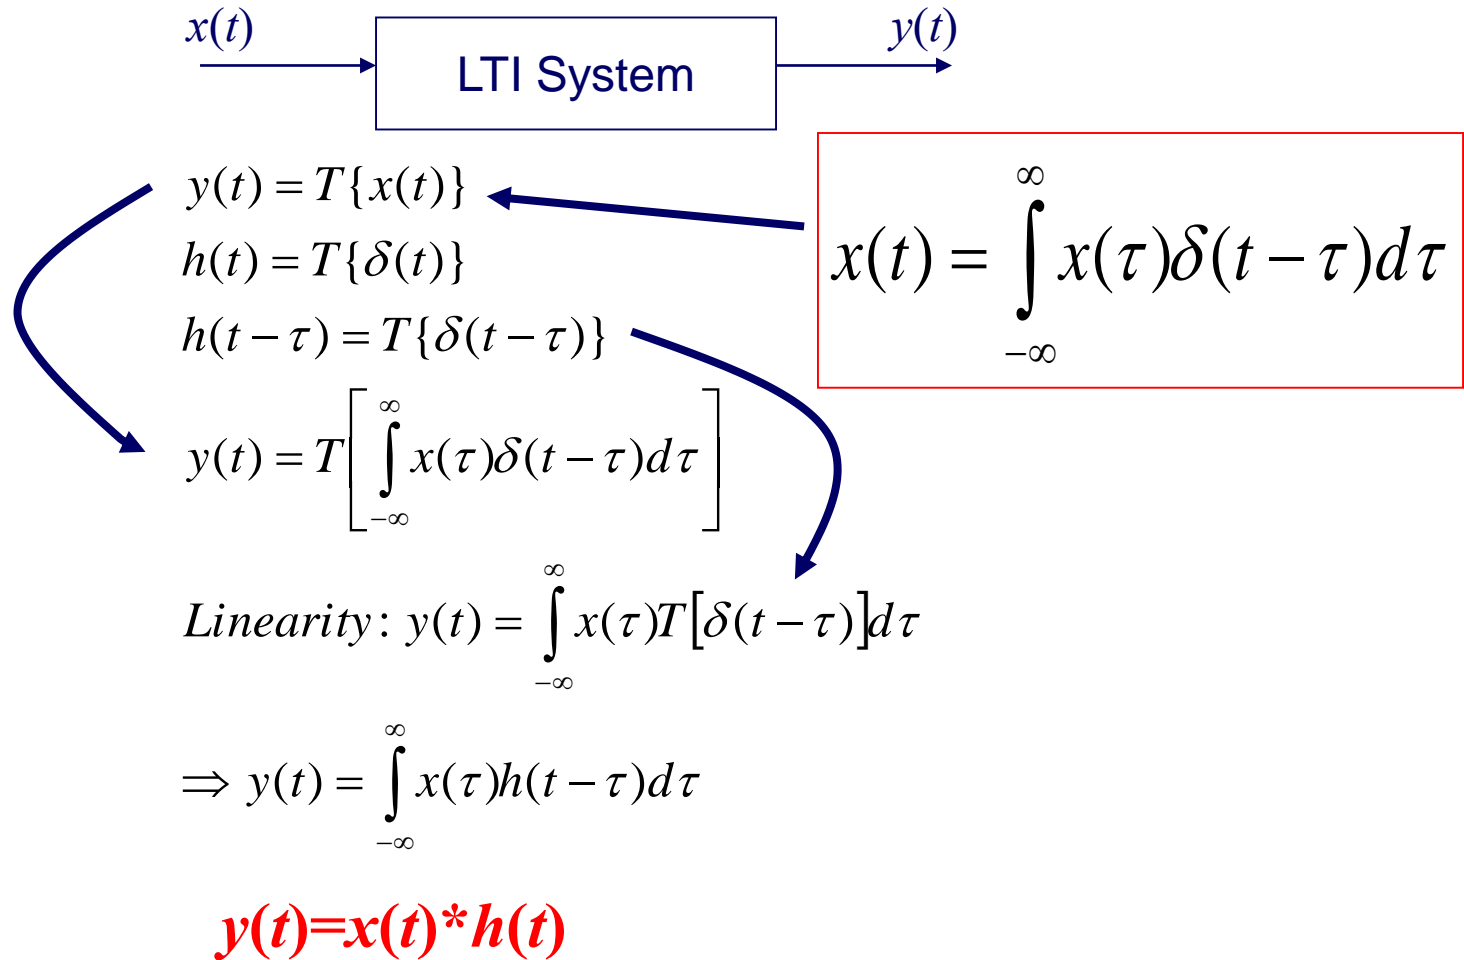 x(t) LTI System y(t)
y(t) = T{x(t)}
x(t) = ∫_{−∞}^{∞} x(τ)δ(t − τ)dτ
h(t) = T{δ(t)}
h(t − τ) = T{δ(t − τ)}
y(t) = T[∫_{−∞}^{∞} x(τ)δ(t − τ)dτ]
Linearity: y(t) = ∫_{−∞}^{∞} x(τ)T[δ(t − τ)]dτ
⇒ y(t) = ∫_{−∞}^{∞} x(τ)h(t − τ)dτ
y(t)=x(t)*h(t)